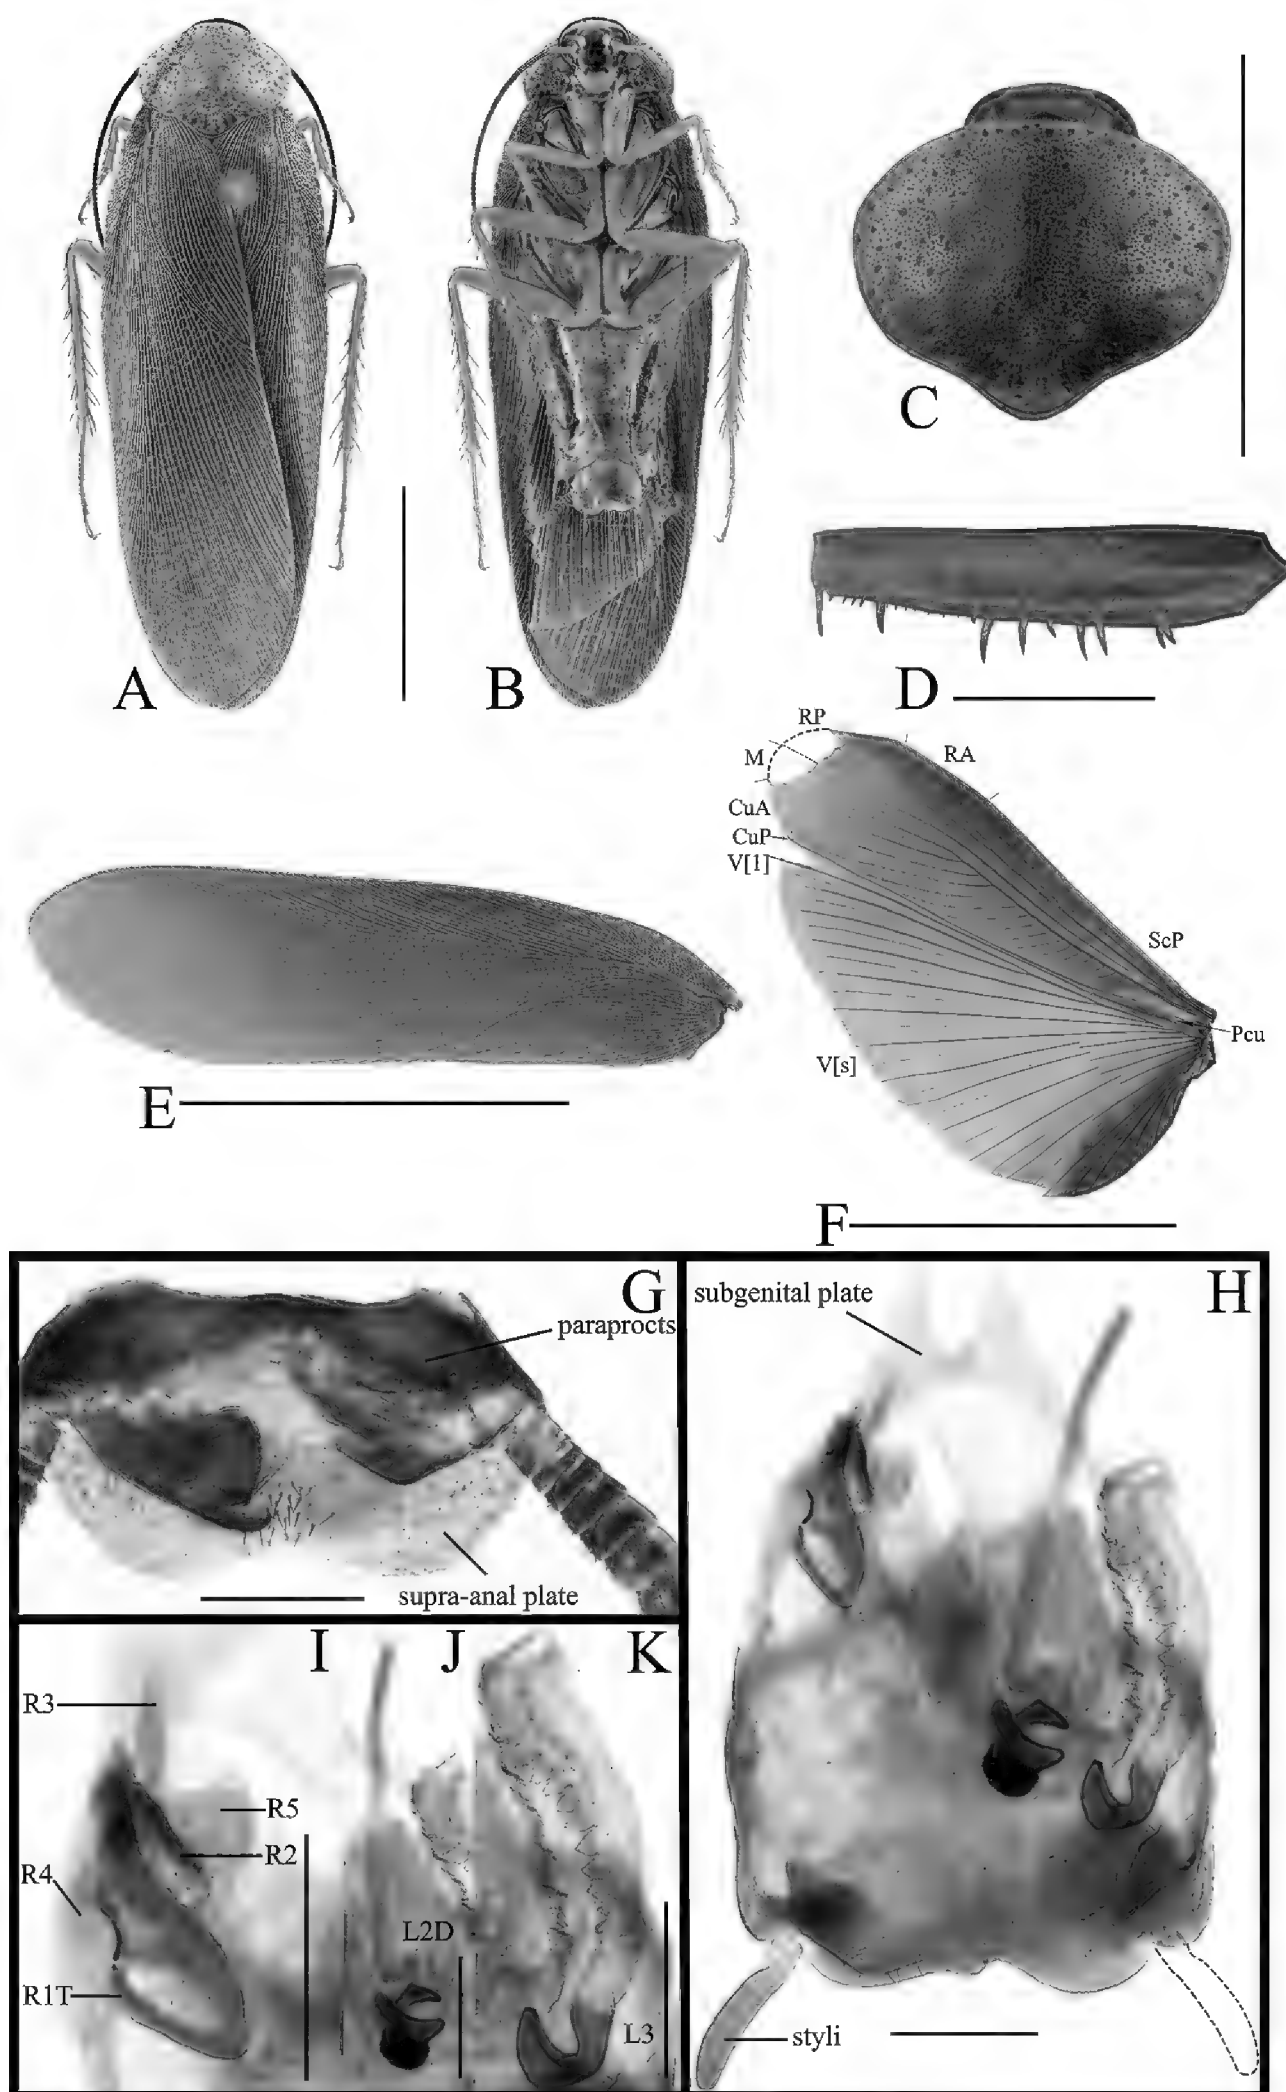 A
B
C
D
RP
M
RA
CuA
CuP
V[1]
ScP
Pcu
V[s]
E
F
G
paraprocts
supra-anal plate
H
subgenital plate
styli
I
R3
R5
R2
R4
R1T
J
L2D
K
L3